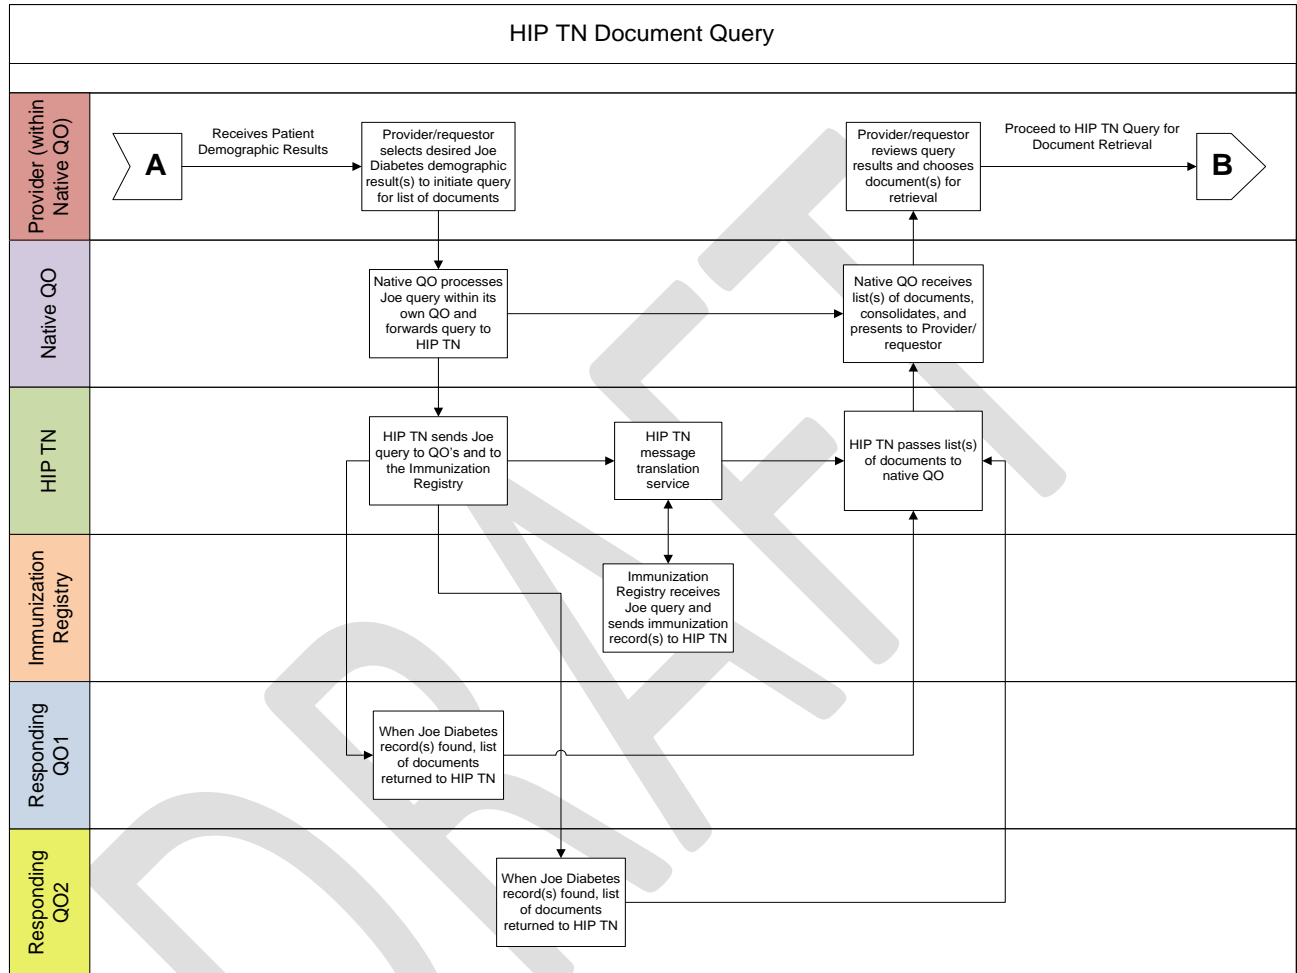 HIP TN Document Query
Provider (within
Native QO)
A
Receives Patient
Demographic Results
Provider/requestor
selects desired Joe
Diabetes demographic
result(s) to initiate query
for list of documents
Provider/requestor
reviews query
results and chooses
document(s) for
retrieval
Proceed to HIP TN Query for
Document Retrieval
B
Native QO
Native QO processes
Joe query within its
own QO and
forwards query to
HIP TN
Native QO receives
list(s) of documents,
consolidates, and
presents to Provider/
requestor
HIP TN
HIP TN sends Joe
query to QO's and to
the Immunization
Registry
HIP TN
message
translation
service
HIP TN passes list(s)
of documents to
native QO
Immunization
Registry
Immunization
Registry receives
Joe query and
sends immunization
record(s) to HIP TN
Responding
QO1
When Joe Diabetes
record(s) found, list
of documents
returned to HIP TN
Responding
QO2
When Joe Diabetes
record(s) found, list
of documents
returned to HIP TN
DRAFT